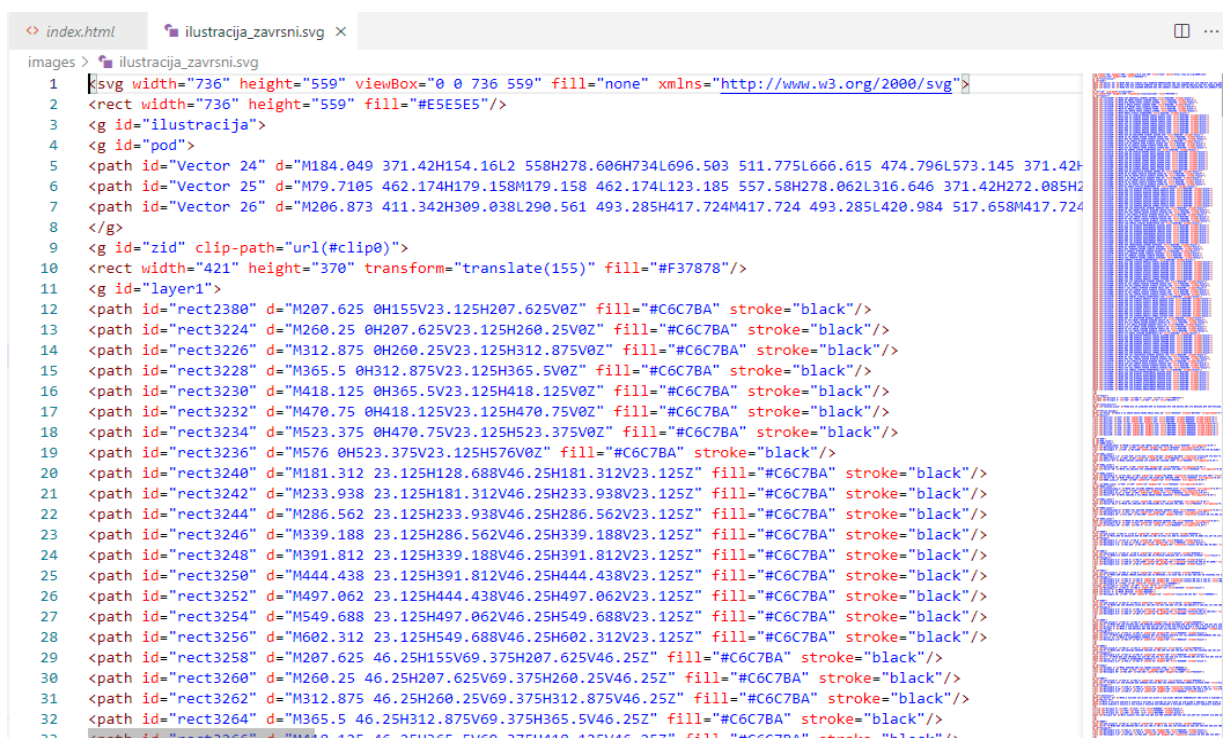 index.html
ilustracija_zavrsni.svg
images > ilustracija_zavrsni.svg
1 <svg width="736" height="559" viewBox="0 0 736 559" fill="none" xmlns="http://www.w3.org/2000/svg">
2 <rect width="736" height="559" fill="#E5E5E5"/>
3 <g id="ilustracija">
4 <g id="pod">
5 <path id="Vector 24" d="M184.049 371.42H154.16L2 558H278.606H734L696.503 511.775L666.615 474.796L573.145 371.42H
6 <path id="Vector 25" d="M79.7105 462.174H179.158M179.158 462.174L123.185 557.58H278.062L316.646 371.42H272.085H2
7 <path id="Vector 26" d="M206.873 411.342H309.038L290.561 493.285H417.724M417.724 493.285L420.984 517.658M417.724
8 </g>
9 <g id="zid" clip-path="url(#clip0)">
10 <rect width="421" height="370" transform="translate(155)" fill="#F37878"/>
11 <g id="layer1">
12 <path id="rect2380" d="M207.625 0H155V23.125H207.625V0Z" fill="#C6C7BA" stroke="black"/>
13 <path id="rect3224" d="M260.25 0H207.625V23.125H260.25V0Z" fill="#C6C7BA" stroke="black"/>
14 <path id="rect3226" d="M312.875 0H260.25V23.125H312.875V0Z" fill="#C6C7BA" stroke="black"/>
15 <path id="rect3228" d="M365.5 0H312.875V23.125H365.5V0Z" fill="#C6C7BA" stroke="black"/>
16 <path id="rect3230" d="M418.125 0H365.5V23.125H418.125V0Z" fill="#C6C7BA" stroke="black"/>
17 <path id="rect3232" d="M470.75 0H418.125V23.125H470.75V0Z" fill="#C6C7BA" stroke="black"/>
18 <path id="rect3234" d="M523.375 0H470.75V23.125H523.375V0Z" fill="#C6C7BA" stroke="black"/>
19 <path id="rect3236" d="M576 0H523.375V23.125H576V0Z" fill="#C6C7BA" stroke="black"/>
20 <path id="rect3240" d="M181.312 23.125H128.688V46.25H181.312V23.125Z" fill="#C6C7BA" stroke="black"/>
21 <path id="rect3242" d="M233.938 23.125H181.312V46.25H233.938V23.125Z" fill="#C6C7BA" stroke="black"/>
22 <path id="rect3244" d="M286.562 23.125H233.938V46.25H286.562V23.125Z" fill="#C6C7BA" stroke="black"/>
23 <path id="rect3246" d="M339.188 23.125H286.562V46.25H339.188V23.125Z" fill="#C6C7BA" stroke="black"/>
24 <path id="rect3248" d="M391.812 23.125H339.188V46.25H391.812V23.125Z" fill="#C6C7BA" stroke="black"/>
25 <path id="rect3250" d="M444.438 23.125H391.812V46.25H444.438V23.125Z" fill="#C6C7BA" stroke="black"/>
26 <path id="rect3252" d="M497.062 23.125H444.438V46.25H497.062V23.125Z" fill="#C6C7BA" stroke="black"/>
27 <path id="rect3254" d="M549.688 23.125H497.062V46.25H549.688V23.125Z" fill="#C6C7BA" stroke="black"/>
28 <path id="rect3256" d="M602.312 23.125H549.688V46.25H602.312V23.125Z" fill="#C6C7BA" stroke="black"/>
29 <path id="rect3258" d="M207.625 46.25H155V69.375H207.625V46.25Z" fill="#C6C7BA" stroke="black"/>
30 <path id="rect3260" d="M260.25 46.25H207.625V69.375H260.25V46.25Z" fill="#C6C7BA" stroke="black"/>
31 <path id="rect3262" d="M312.875 46.25H260.25V69.375H312.875V46.25Z" fill="#C6C7BA" stroke="black"/>
32 <path id="rect3264" d="M365.5 46.25H312.875V69.375H365.5V46.25Z" fill="#C6C7BA" stroke="black"/>